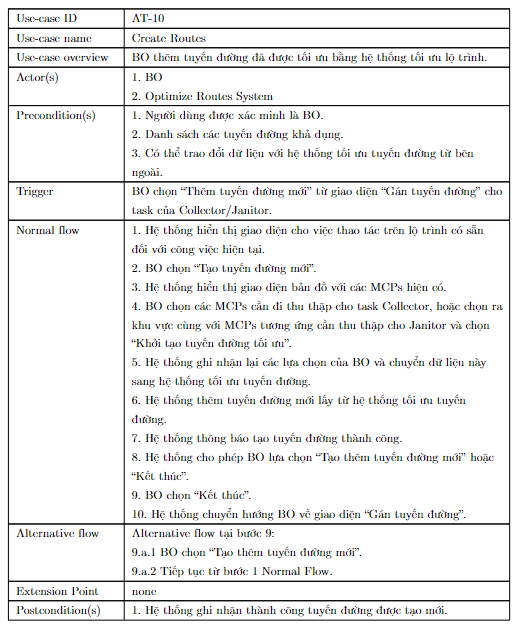 Use-case ID AT-10
Use-case name Create Routes
Use-case overview BO thêm tuyến đường đã được tối ưu bằng hệ thống tối ưu lộ trình.
Actor(s) 1. BO
2. Optimize Routes System
Precondition(s) 1. Người dùng được xác minh là BO.
2. Danh sách các tuyến đường khả dụng.
3. Có thể trao đổi dữ liệu với hệ thống tối ưu tuyến đường từ bên
ngoài.
Trigger BO chọn “Thêm tuyến đường mới” từ giao diện “Gán tuyến đường” cho
task của Collector/Janitor.
Normal flow 1. Hệ thống hiển thị giao diện cho việc thao tác trên lộ trình có sẵn
đối với công việc hiện tại.
2. BO chọn “Tạo tuyến đường mới”.
3. Hệ thống hiển thị giao diện bản đồ với các MCPs hiện có.
4. BO chọn các MCPs cần đi thu thập cho task Collector, hoặc chọn ra
khu vực cùng với MCPs tương ứng cần thu thập cho Janitor và chọn
“Khởi tạo tuyến đường tối ưu”.
5. Hệ thống ghi nhận lại các lựa chọn của BO và chuyển dữ liệu này
sang hệ thống tối ưu tuyến đường.
6. Hệ thống thêm tuyến đường mới lấy từ hệ thống tối ưu tuyến
đường.
7. Hệ thống thông báo tạo tuyến đường thành công.
8. Hệ thống cho phép BO lựa chọn “Tạo thêm tuyến đường mới” hoặc
“Kết thúc”.
9. BO chọn “Kết thúc”.
10. Hệ thống chuyển hướng BO về giao diện “Gán tuyến đường”.
Alternative flow Alternative flow tại bước 9:
9.a.1 BO chọn “Tạo thêm tuyến đường mới”.
9.a.2 Tiếp tục từ bước 1 Normal Flow.
Extension Point none
Postcondition(s) 1. Hệ thống ghi nhận thành công tuyến đường được tạo mới.